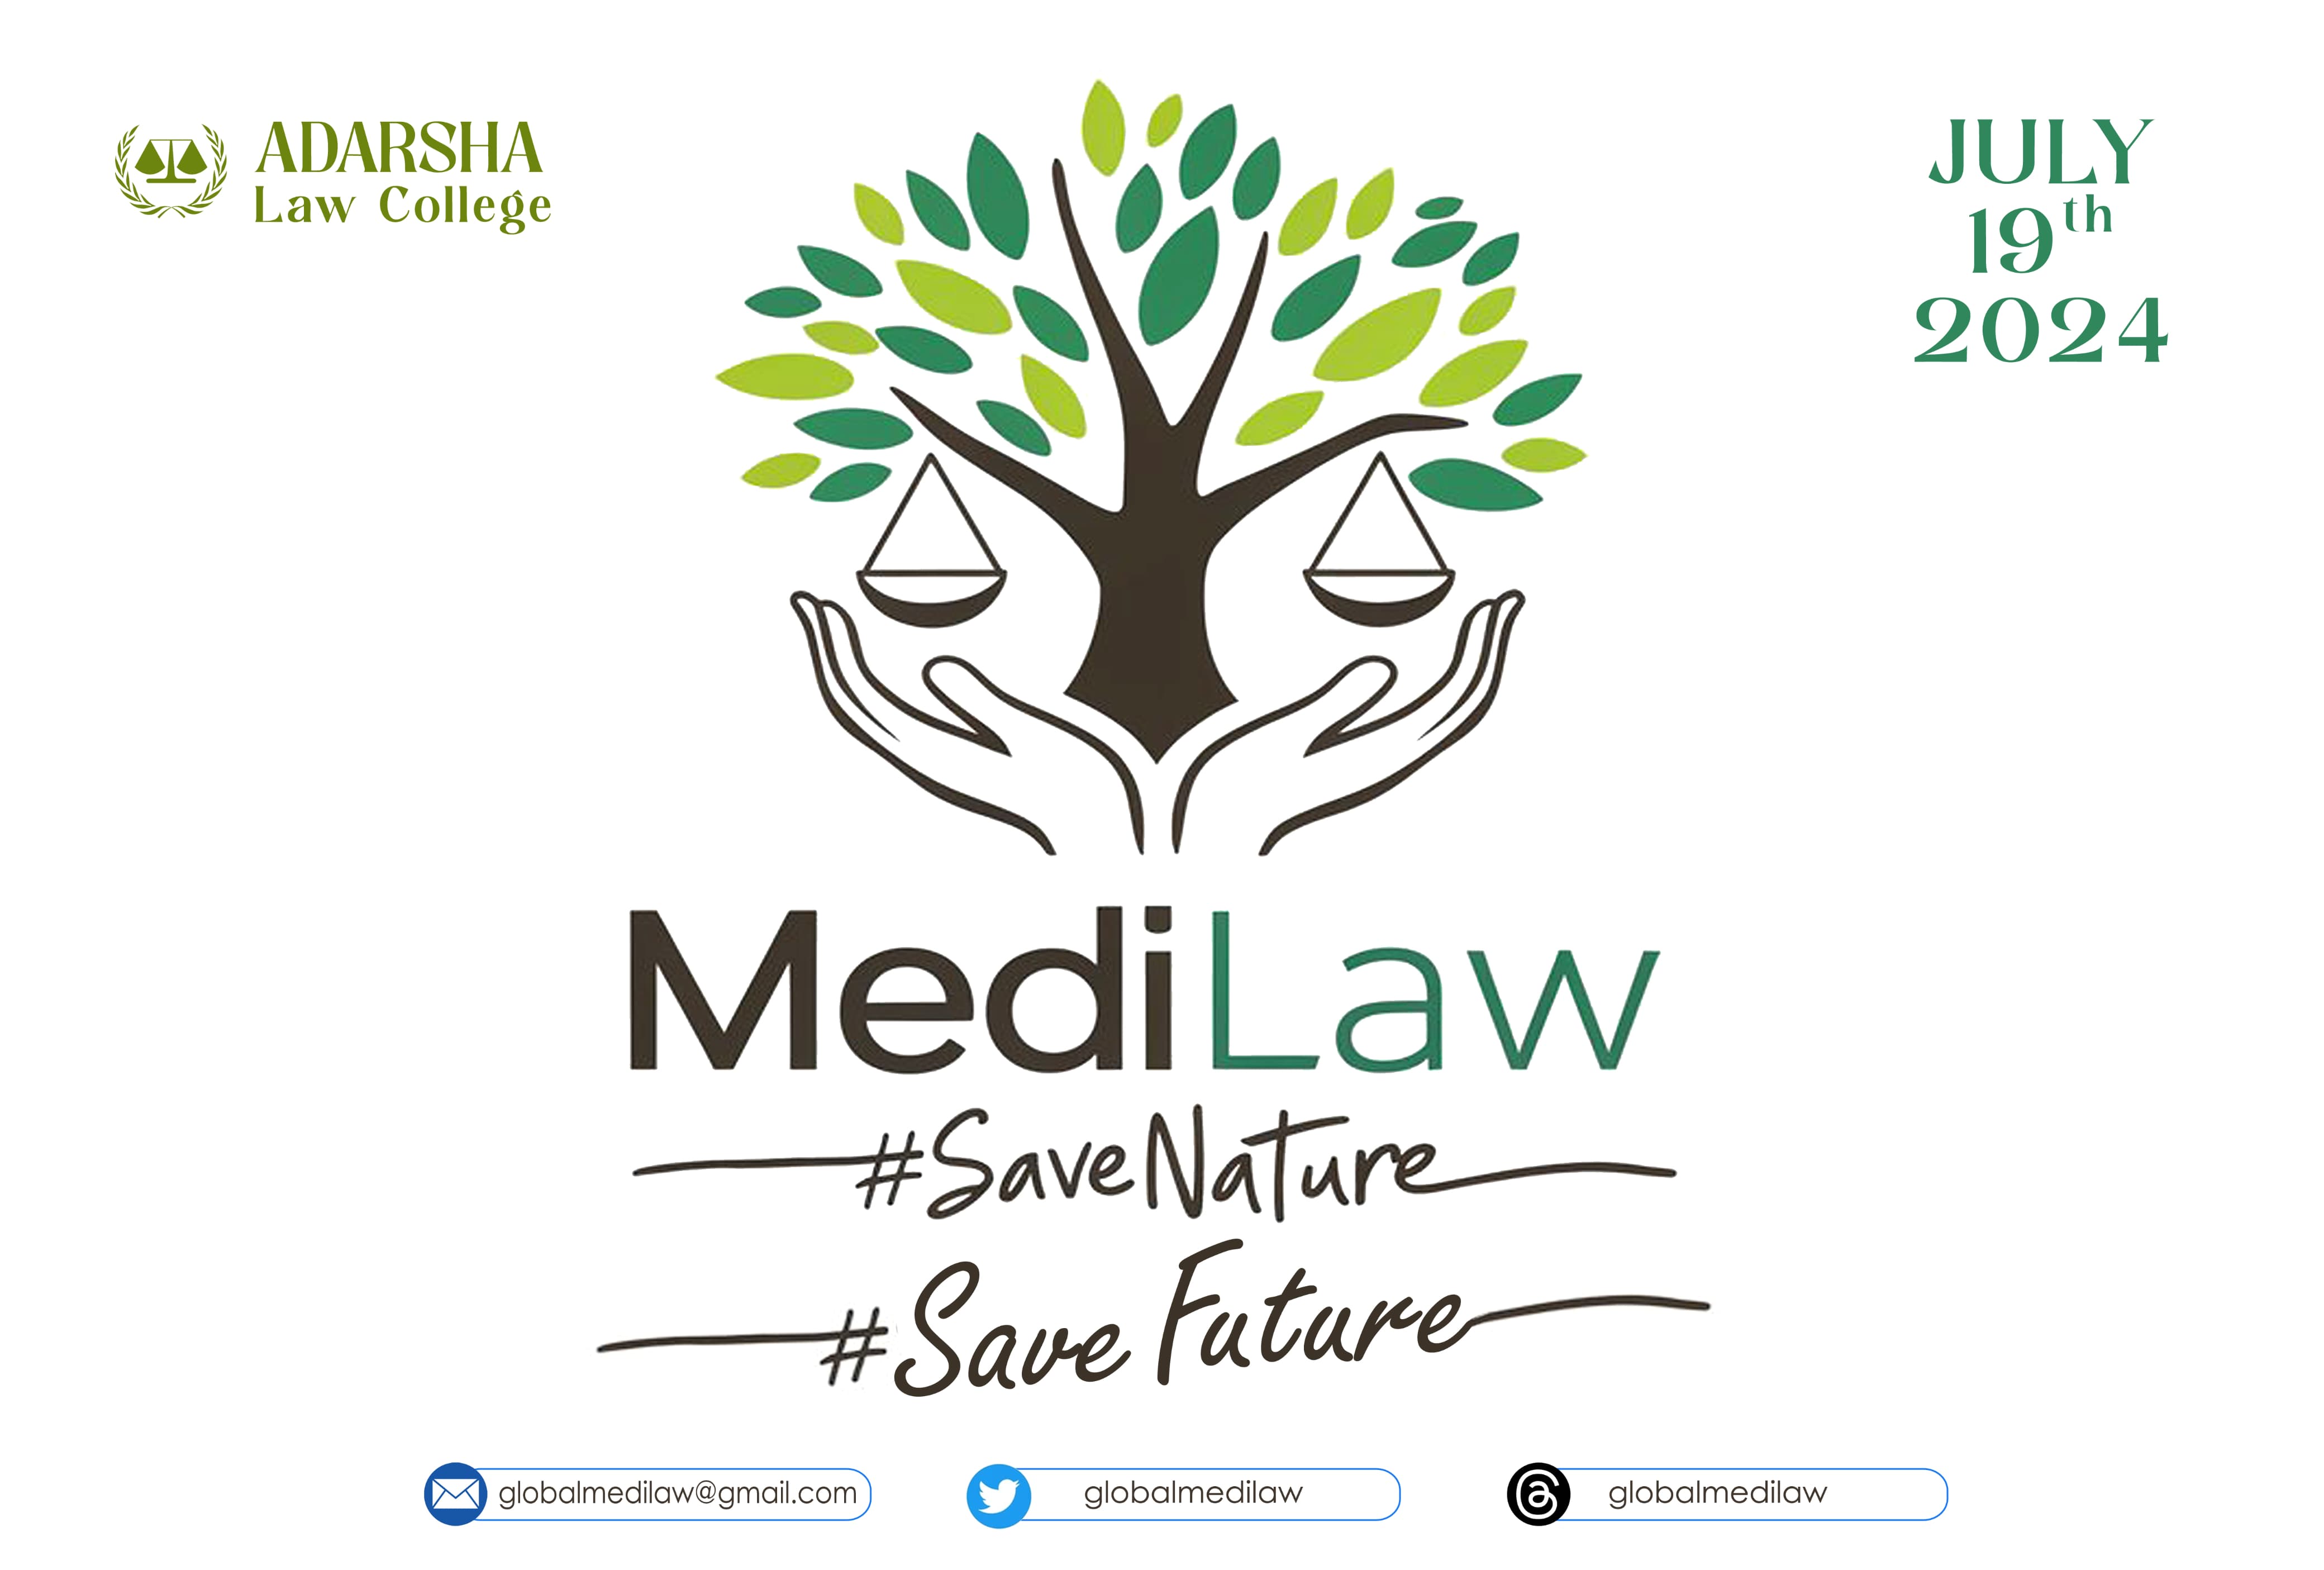 ADARSHA
Law College
JULY
19th
2024
MediLaw
#SaveNature
#Save Future
globalmedilaw@gmail.com
globalmedilaw
globalmedilaw